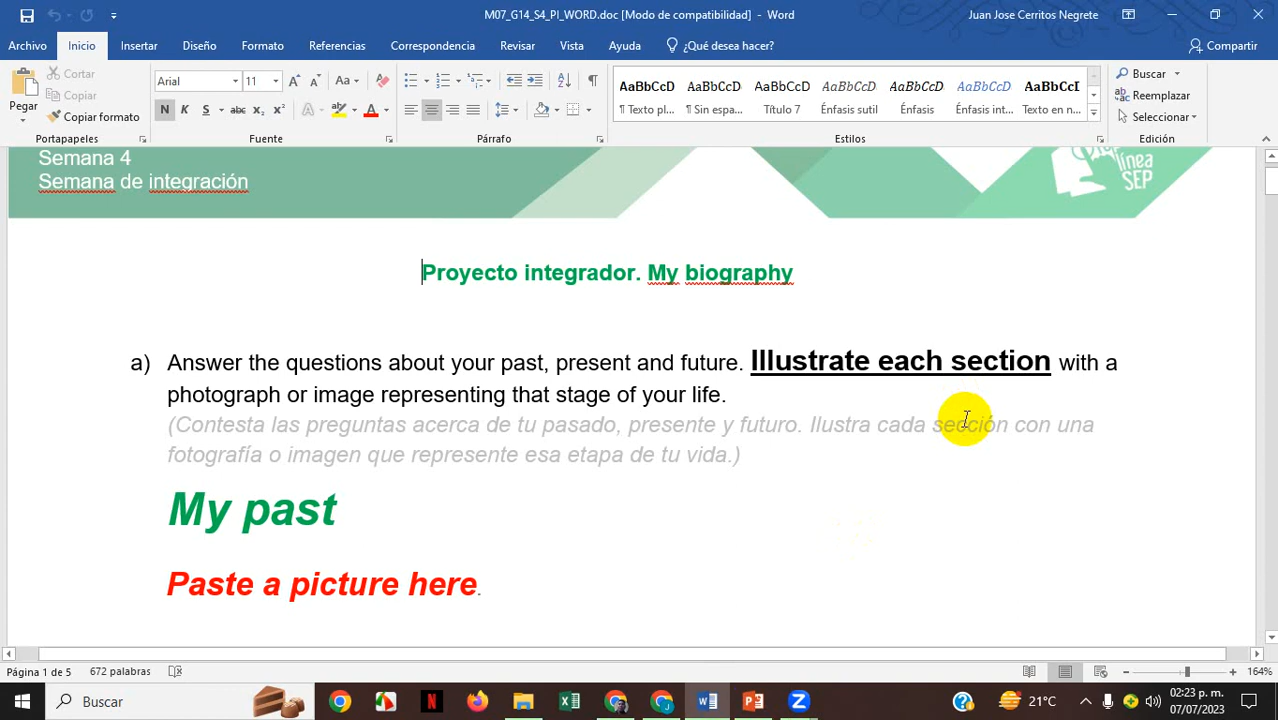 M07_G14_S4_PI_WORD.doc [Modo de compatibilidad] - Word
Juan Jose Cerritos Negrete
Archivo Inicio Insertar Diseño Formato Referencias Correspondencia Revisar Vista Ayuda ¿Qué desea hacer? Compartir
Pegar
Cortar
Copiar
Copiar formato
Portapapeles
Arial 11
N K S abc x₂ x²
Fuente
Párrafo
AaBbCcD AaBbCcD AaBbCcD AaBbCcD AaBbCcD AaBbCcD AaBbCcI
¶ Texto pl... ¶ Sin espa... Título 7 Énfasis sutil Énfasis Énfasis int... Texto en n...
Estilos
Buscar
Reemplazar
Seleccionar
Edición
Semana 4
Semana de integración
línea
SEP
Proyecto integrador. My biography
a) Answer the questions about your past, present and future. Illustrate each section with a
photograph or image representing that stage of your life.
(Contesta las preguntas acerca de tu pasado, presente y futuro. Ilustra cada sección con una
fotografía o imagen que represente esa etapa de tu vida.)
My past
Paste a picture here.
Página 1 de 5 672 palabras 164%
Buscar
21°C
02:23 p. m.
07/07/2023